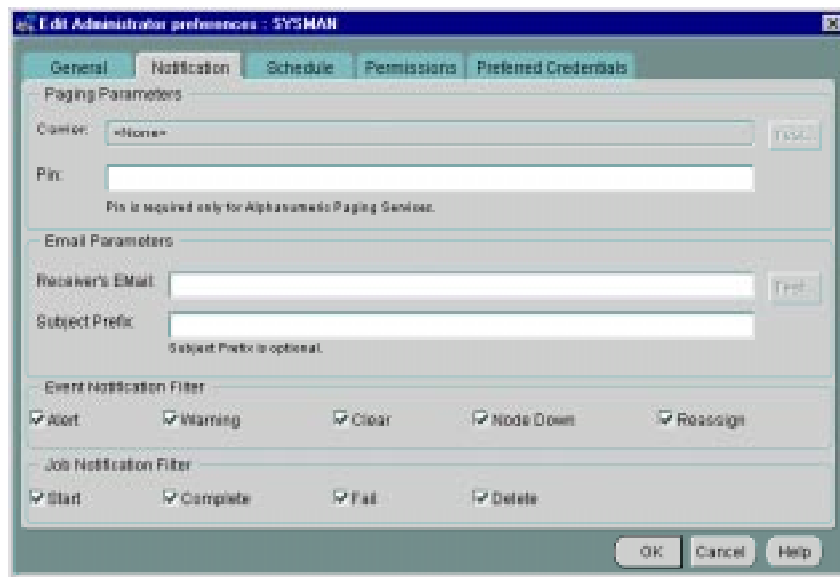 Edit Administrator preferences : SYSMAN
General Notification Schedule Permissions Preferred Credentials
Paging Parameters
Carrier: <None> Test...
Pin:
Pin is required only for Alphanumeric Paging Services.
Email Parameters
Receiver's EMail: Test...
Subject Prefix:
Subject Prefix is optional.
Event Notification Filter
Alert Warning Clear Node Down Reassign
Job Notification Filter
Start Complete Fail Delete
OK Cancel Help